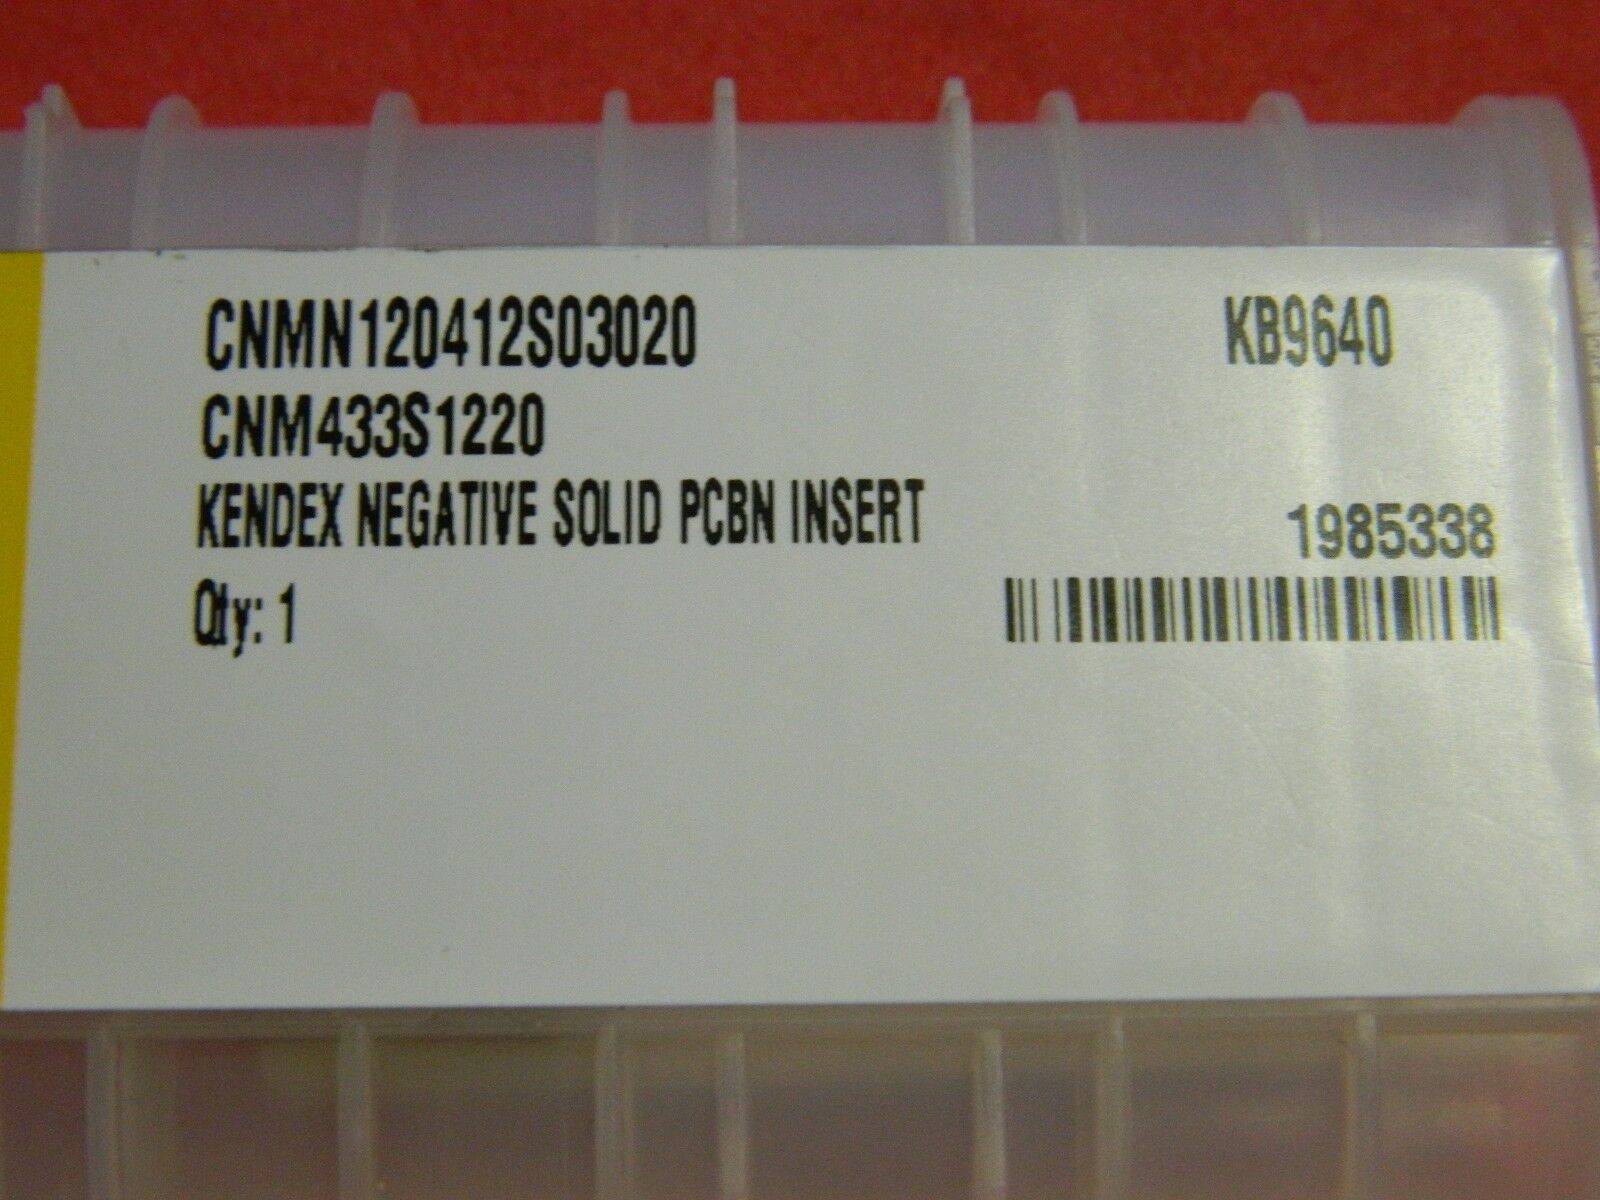 CNMN120412S03020 KB9640
CNM433S1220
KENDEX NEGATIVE SOLID PCBN INSERT
1985338
Qty: 1